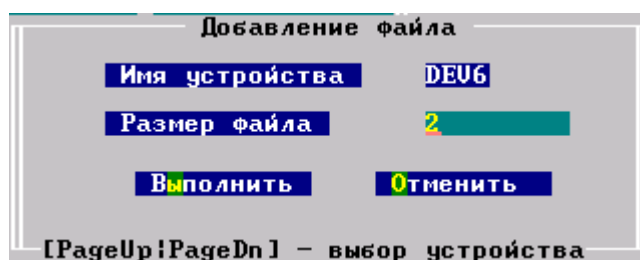 Добавление файла
Имя устройства DEV6
Размер файла 2
Выполнить Отменить
[PageUp¦PageDn] – выбор устройства